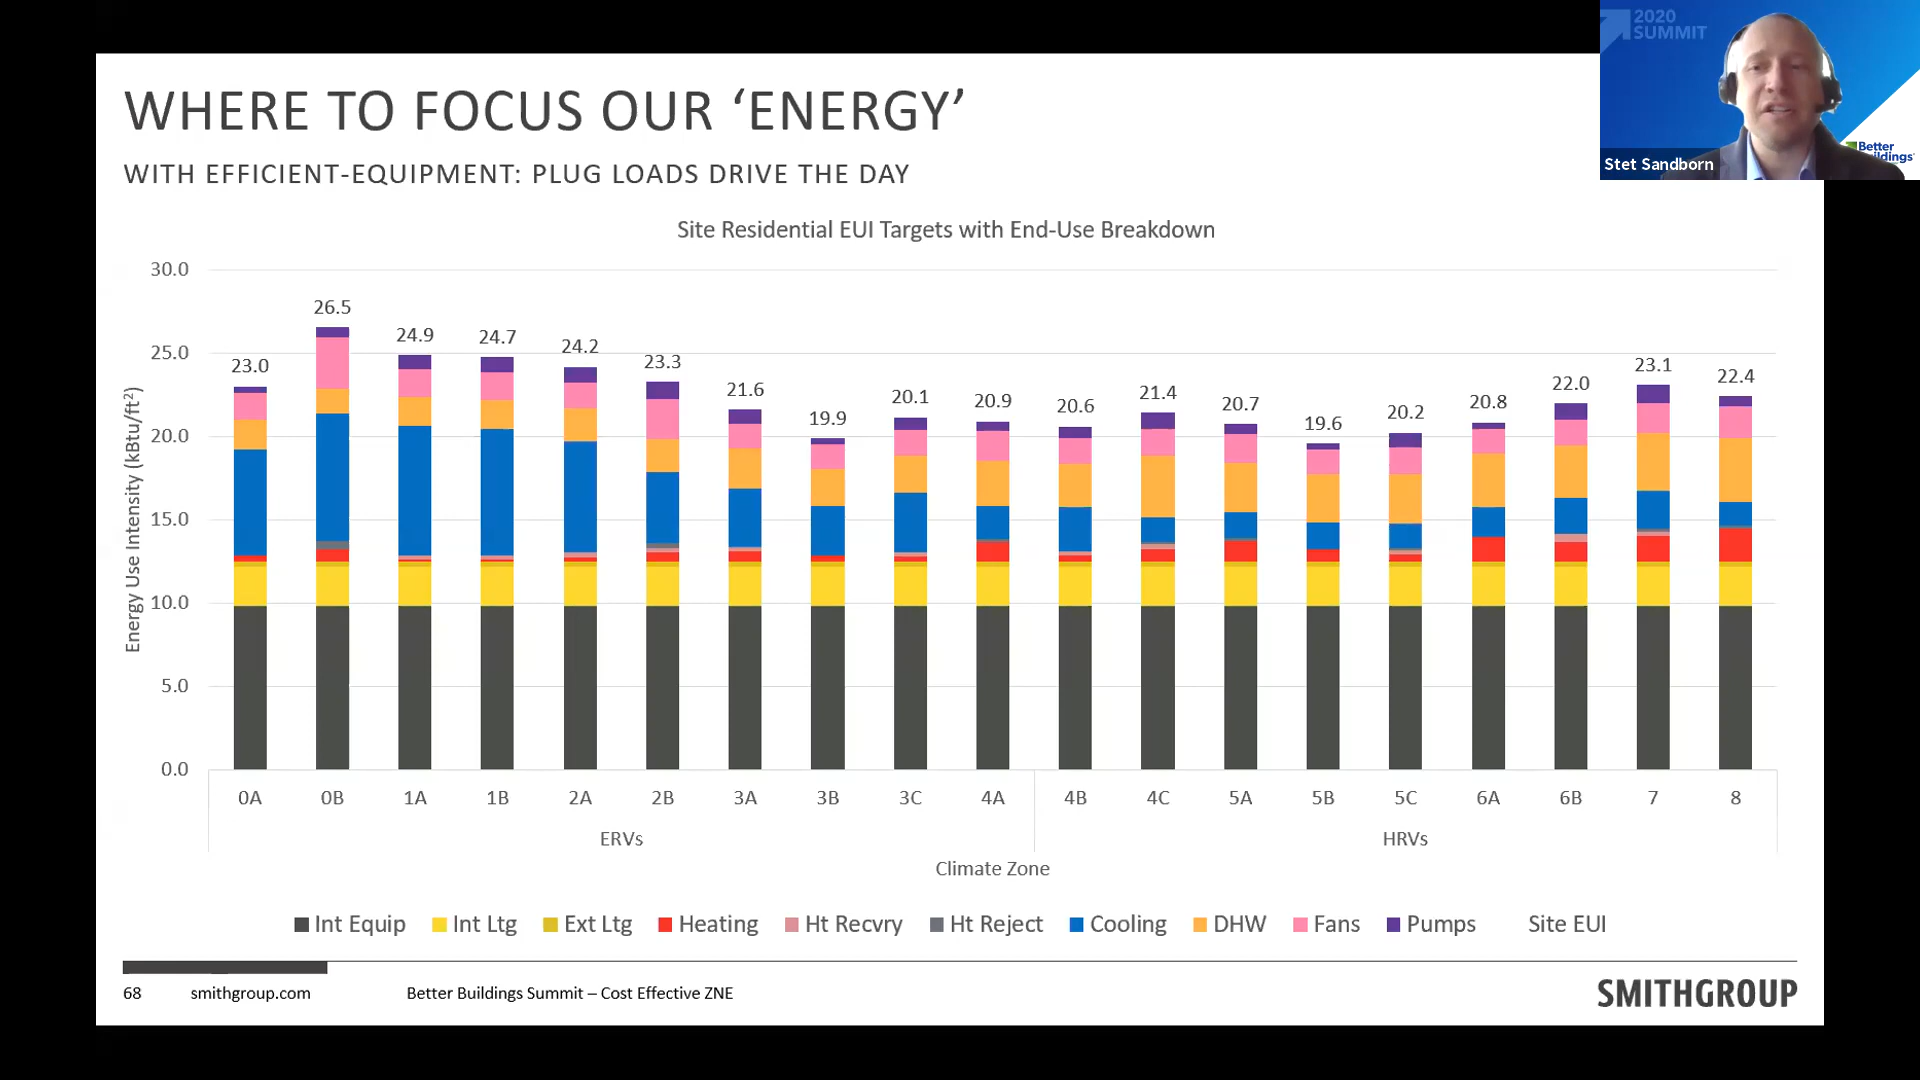 2020
SUMMIT
Better
Stet Sandborn
WHERE TO FOCUS OUR ‘ENERGY’
WITH EFFICIENT-EQUIPMENT: PLUG LOADS DRIVE THE DAY
Site Residential EUI Targets with End-Use Breakdown
Energy Use Intensity (kBtu/ft²)
30.0
25.0
20.0
15.0
10.0
5.0
0.0
23.0 26.5 24.9 24.7 24.2 23.3 21.6 19.9 20.1 20.9 20.6 21.4 20.7 19.6 20.2 20.8 22.0 23.1 22.4
0A 0B 1A 1B 2A 2B 3A 3B 3C 4A 4B 4C 5A 5B 5C 6A 6B 7 8
ERVs HRVs
Climate Zone
Int Equip Int Ltg Ext Ltg Heating Ht Recvry Ht Reject Cooling DHW Fans Pumps Site EUI
68 smithgroup.com Better Buildings Summit – Cost Effective ZNE SMITHGROUP